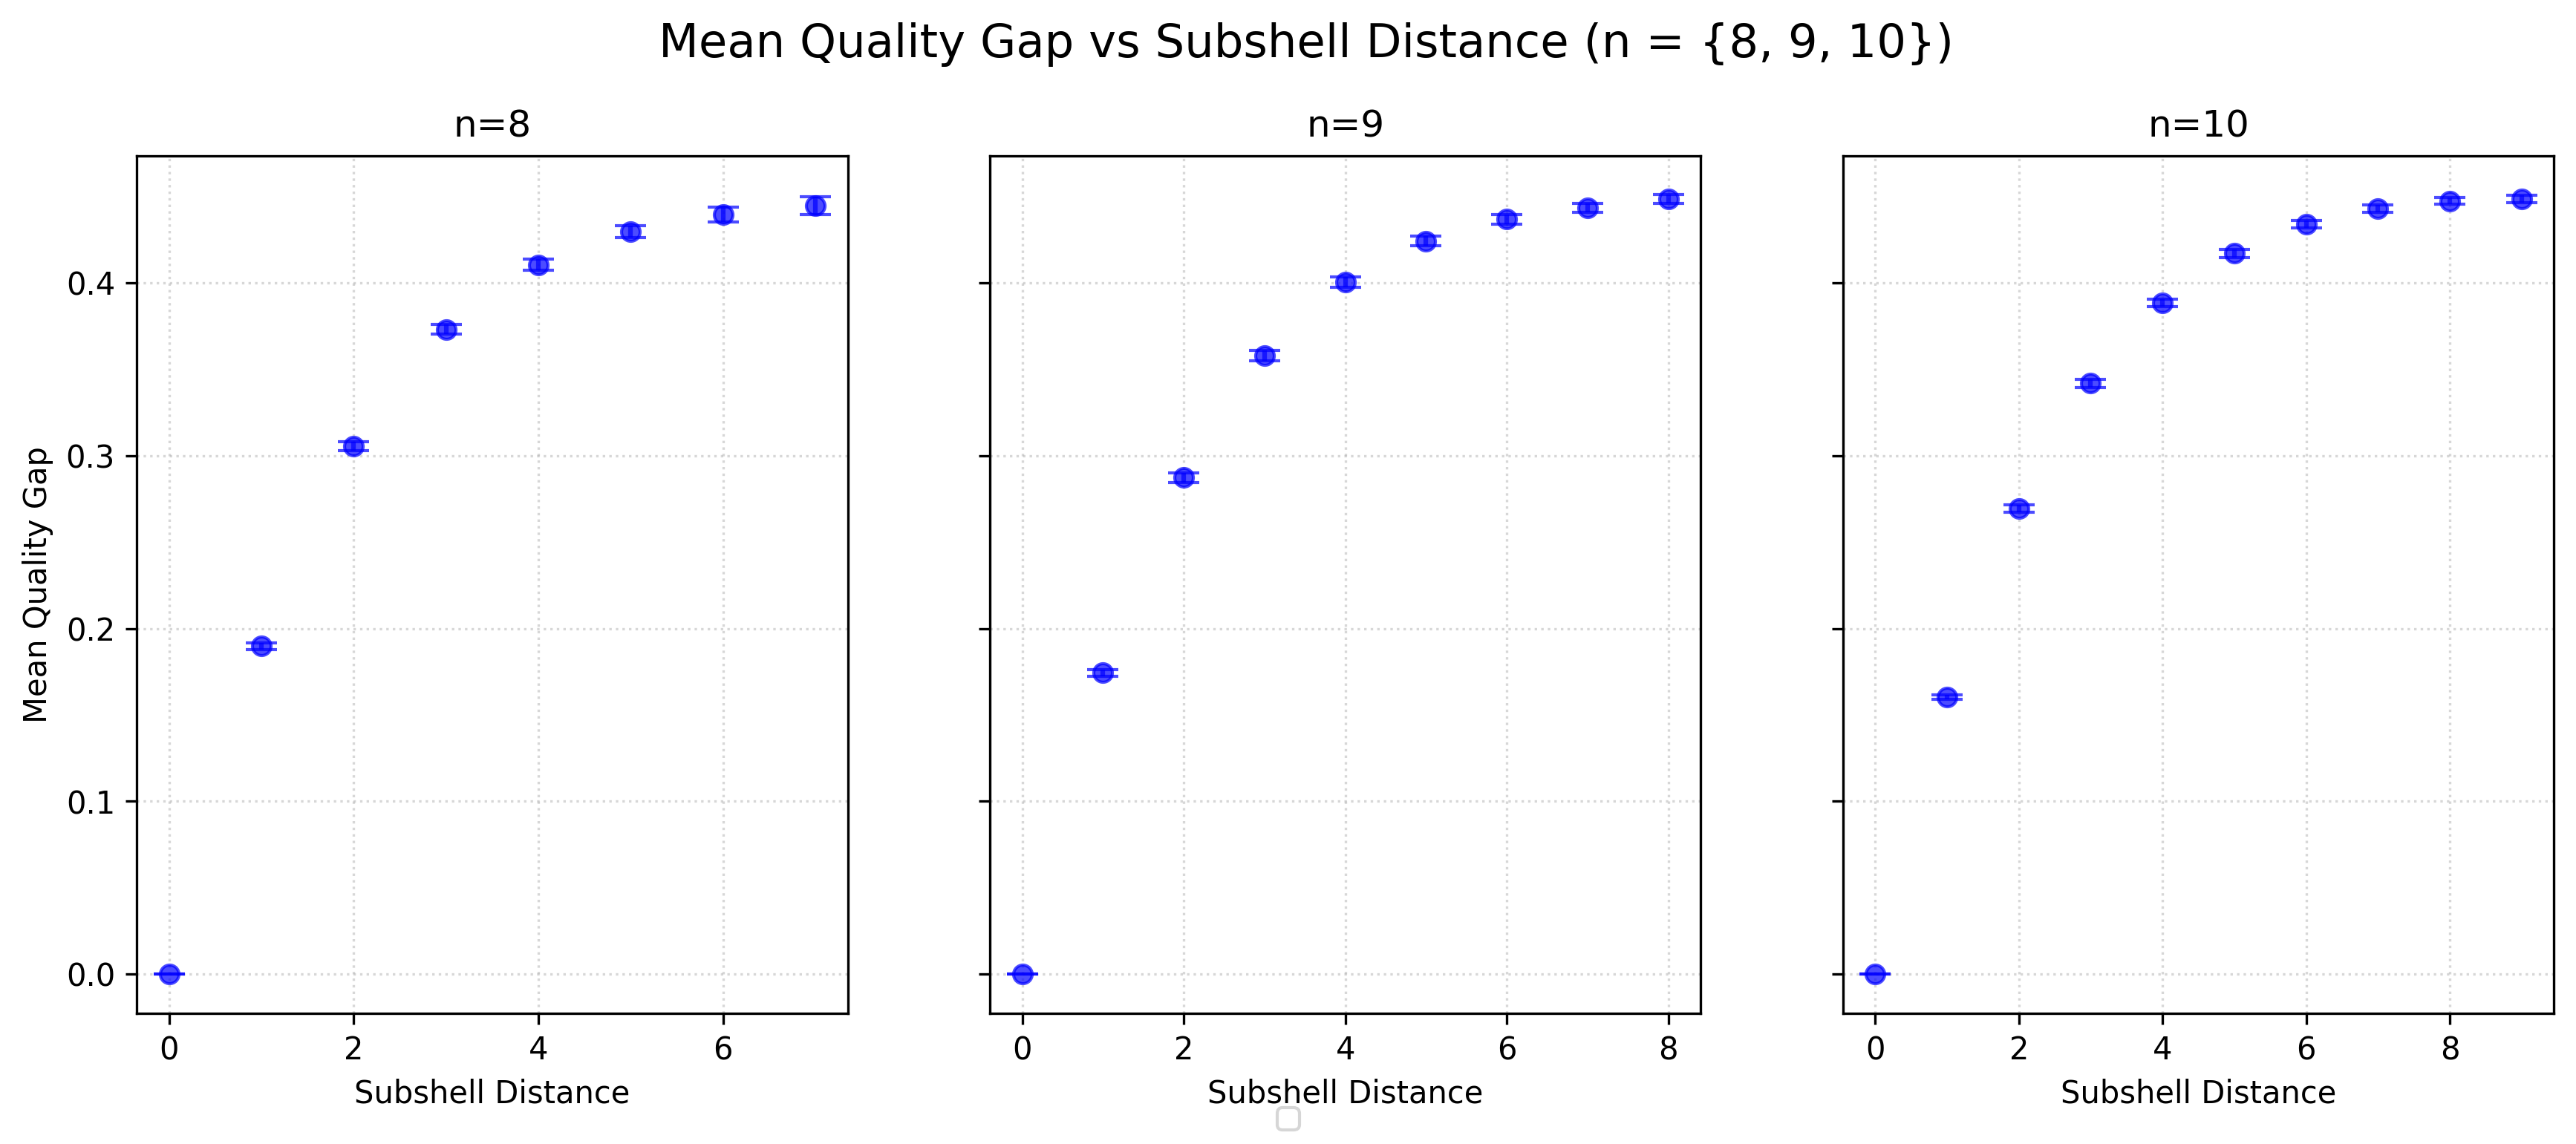 Mean Quality Gap vs Subshell Distance (n = {8, 9, 10})
n=8
n=9
n=10
Mean Quality Gap
0.4
0.3
0.2
0.1
0.0
0 2 4 6
0 2 4 6 8
0 2 4 6 8
Subshell Distance
Subshell Distance
Subshell Distance